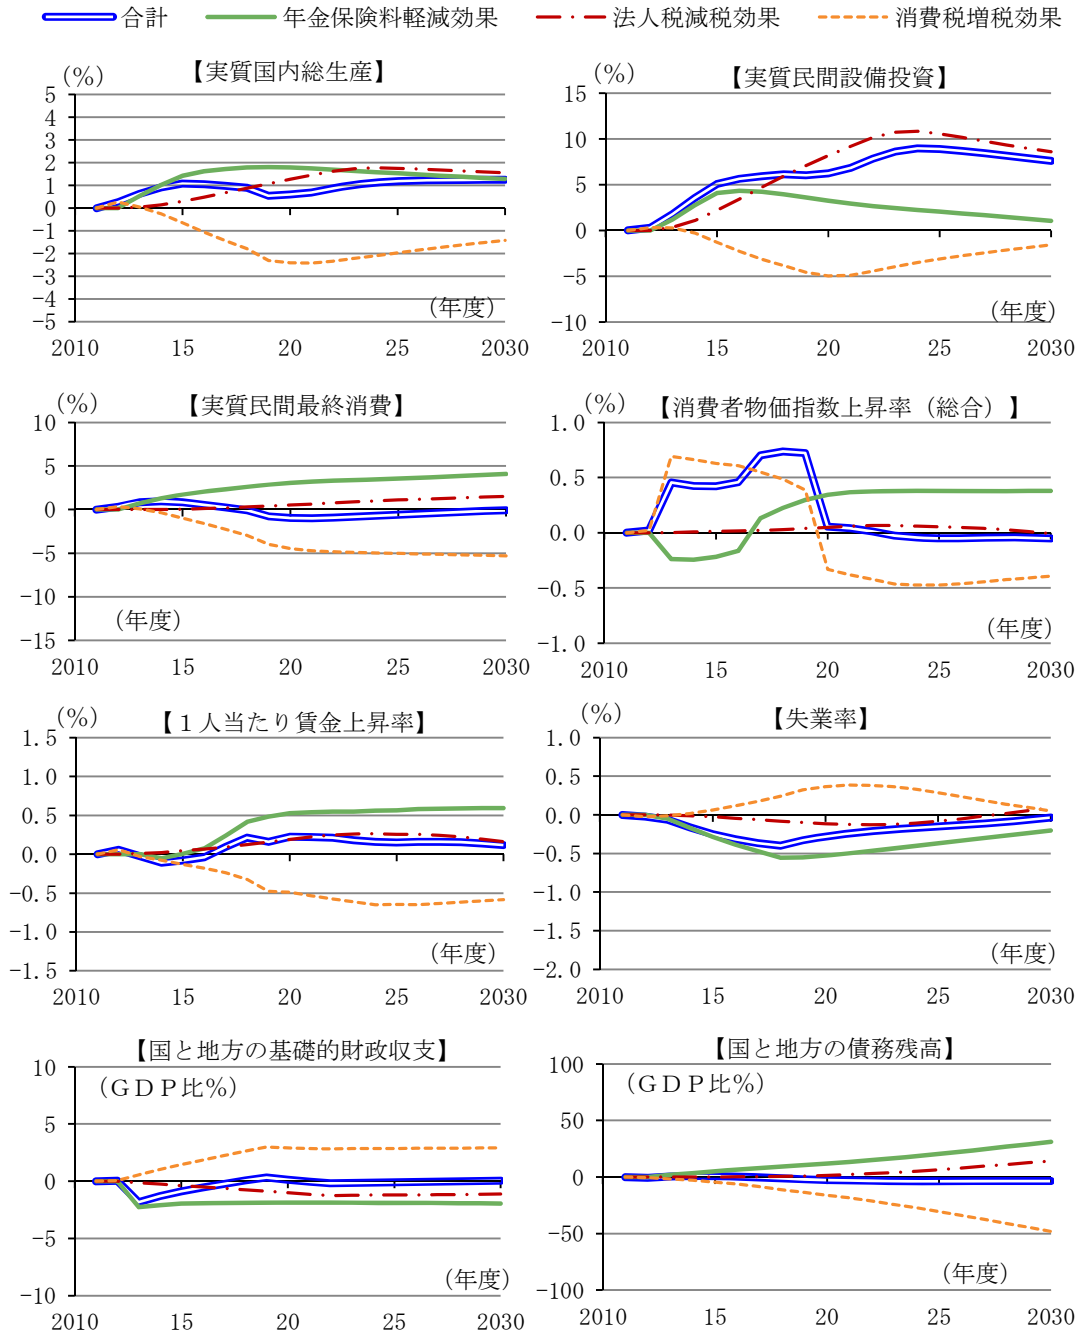 合計　年金保険料軽減効果　法人税減税効果　消費税増税効果
(%)　【実質国内総生産】
5
4
3
2
1
0
-1
-2
-3
-4
-5
(年度)
2010　15　20　25　2030
(%)　【実質民間設備投資】
15
10
5
0
-5
-10
(年度)
2010　15　20　25　2030
(%)　【実質民間最終消費】
10
5
0
-5
-10
-15
(年度)
2010　15　20　25　2030
(%)　【消費者物価指数上昇率（総合）】
1.0
0.5
0.0
-0.5
-1.0
(年度)
2010　15　20　25　2030
(%)　【１人当たり賃金上昇率】
1.5
1.0
0.5
0.0
-0.5
-1.0
-1.5
(年度)
2010　15　20　25　2030
(%)　【失業率】
1.0
0.5
0.0
-0.5
-1.0
-1.5
-2.0
(年度)
2010　15　20　25　2030
【国と地方の基礎的財政収支】
(ＧＤＰ比%)
10
5
0
-5
-10
(年度)
2010　15　20　25　2030
【国と地方の債務残高】
(ＧＤＰ比%)
100
50
0
-50
-100
(年度)
2010　15　20　25　2030